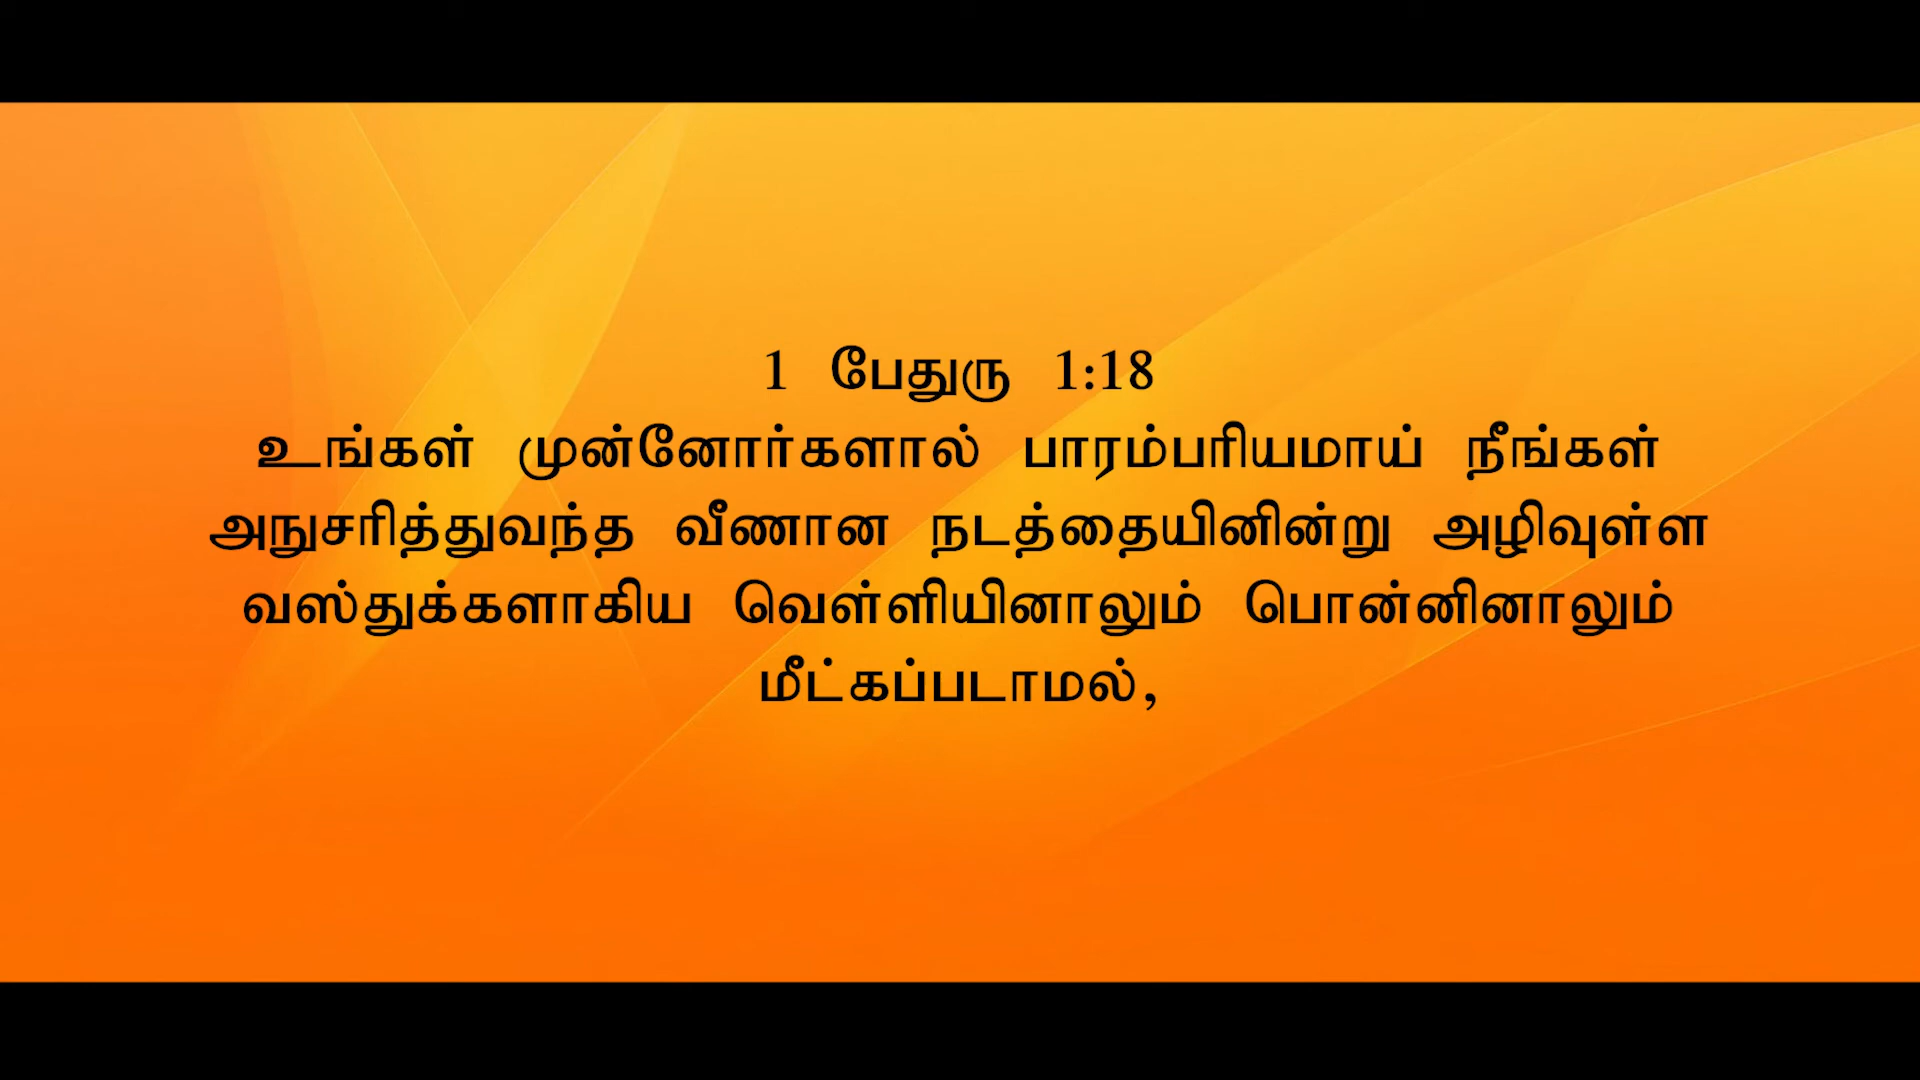 1 பேதுரு 1:18
உங்கள் முன்னோர்களால் பாரம்பரியமாய் நீங்கள்
அநுசரித்துவந்த வீணான நடத்தையினின்று அழிவுள்ள
வஸ்துக்களாகிய வெள்ளியினாலும் பொன்னினாலும்
மீட்கப்படாமல்,